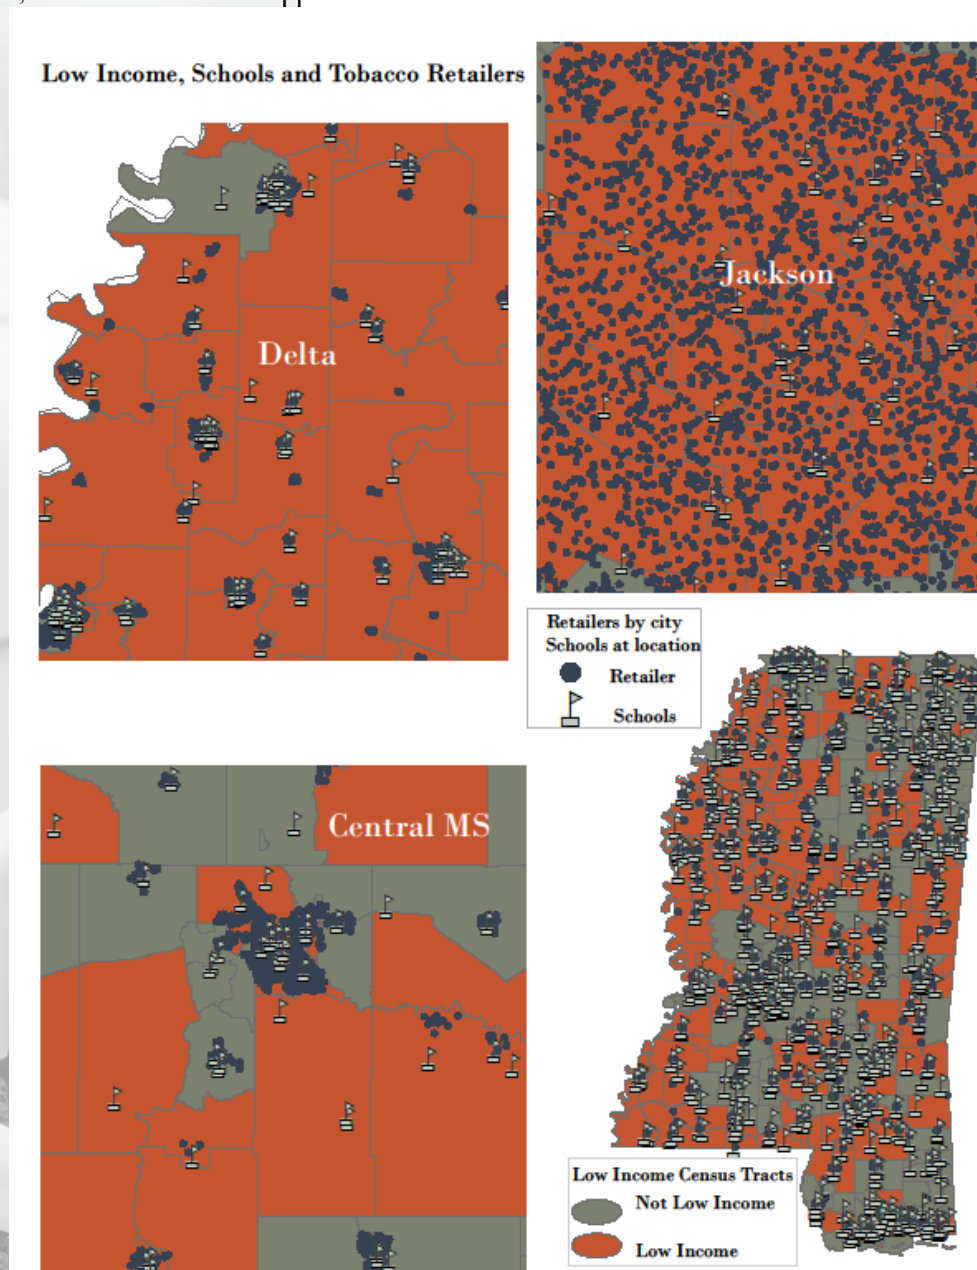 Low Income, Schools and Tobacco Retailers
Delta
Jackson
Retailers by city
Schools at location
Retailer
Schools
Central MS
Low Income Census Tracts
Not Low Income
Low Income